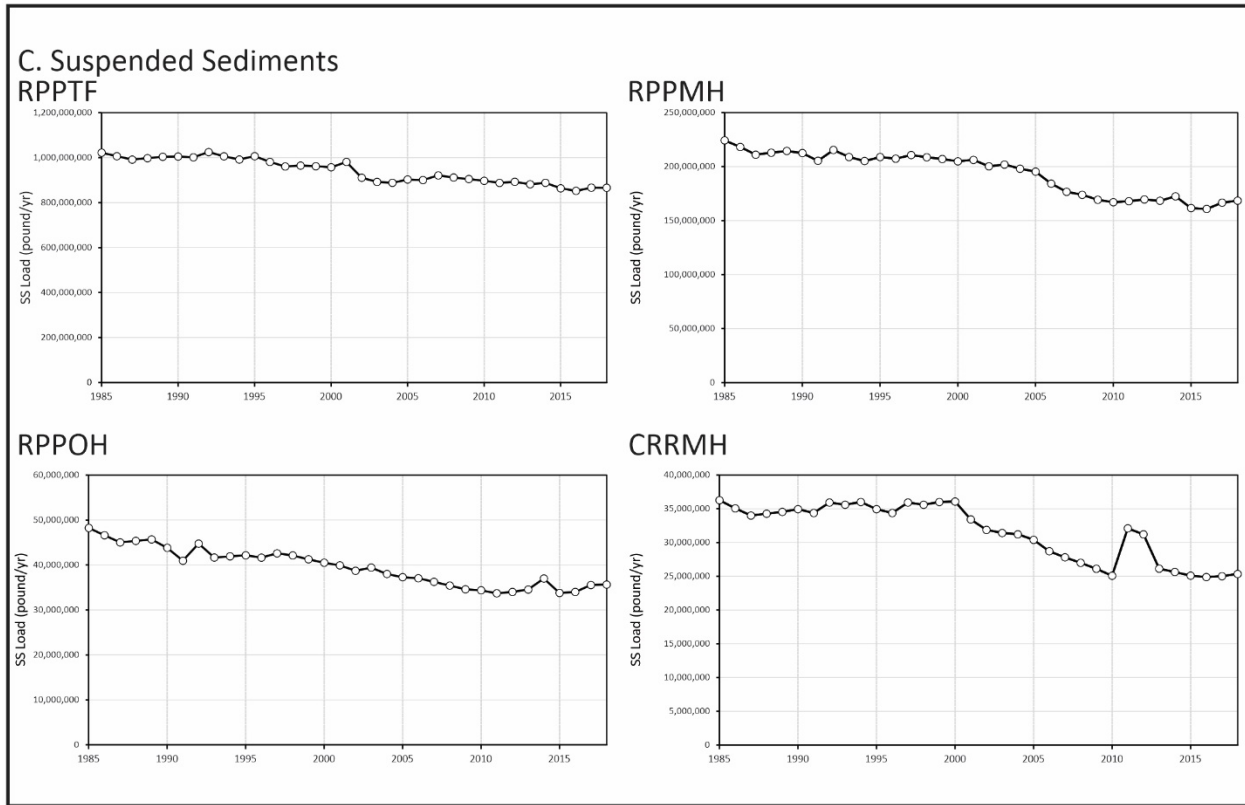 C. Suspended Sediments
RPPTF
SS Load (pound/yr)
1,200,000,000
1,000,000,000
800,000,000
600,000,000
400,000,000
200,000,000
0
1985 1990 1995 2000 2005 2010 2015
RPPMH
SS Load (pound/yr)
250,000,000
200,000,000
150,000,000
100,000,000
50,000,000
0
1985 1990 1995 2000 2005 2010 2015
RPPOH
SS Load (pound/yr)
60,000,000
50,000,000
40,000,000
30,000,000
20,000,000
10,000,000
0
1985 1990 1995 2000 2005 2010 2015
CRRMH
SS Load (pound/yr)
40,000,000
35,000,000
30,000,000
25,000,000
20,000,000
15,000,000
10,000,000
5,000,000
0
1985 1990 1995 2000 2005 2010 2015